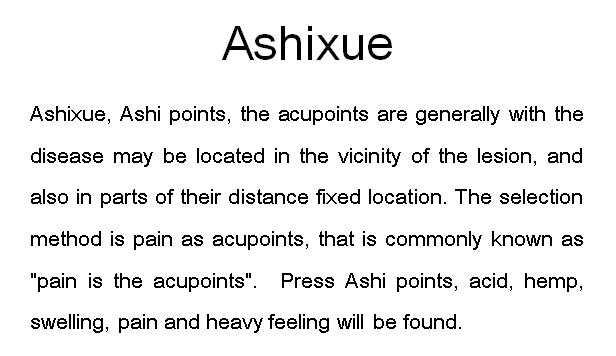 Ashixue
Ashixue, Ashi points, the acupoints are generally with the
disease may be located in the vicinity of the lesion, and
also in parts of their distance fixed location. The selection
method is pain as acupoints, that is commonly known as
"pain is the acupoints".  Press Ashi points, acid, hemp,
swelling, pain and heavy feeling will be found.